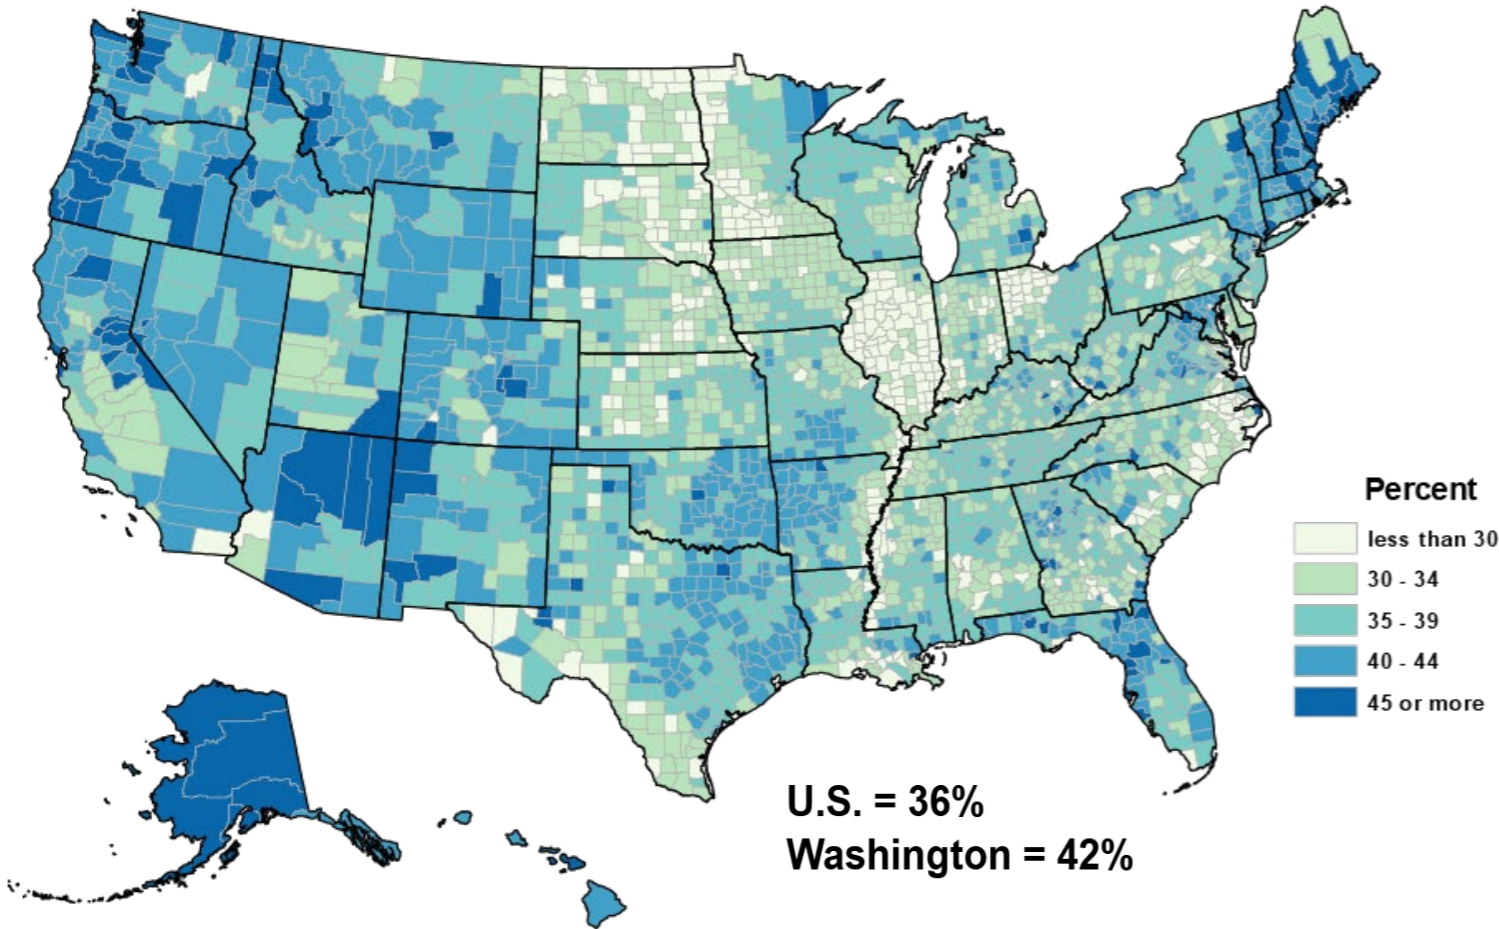 Percent
less than 30
30 - 34
35 - 39
40 - 44
45 or more
U.S. = 36%
Washington = 42%